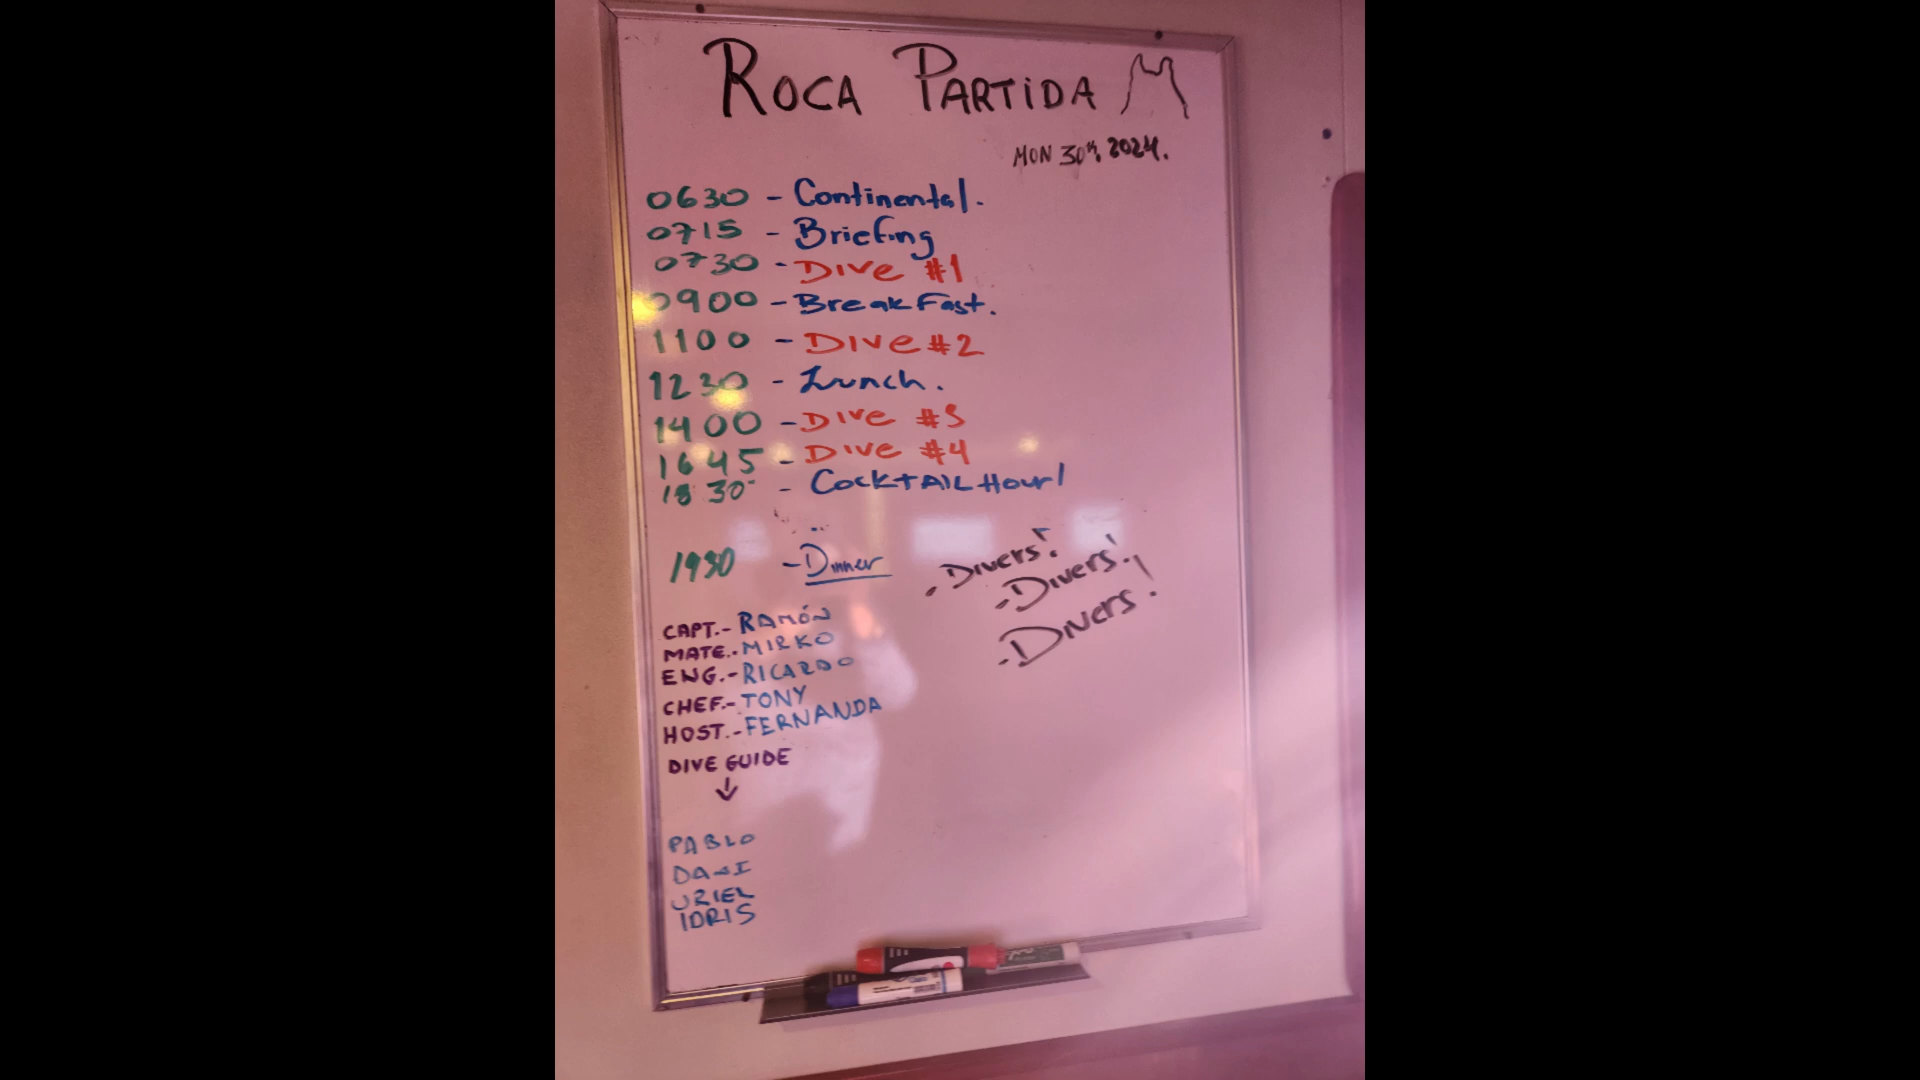 ROCA PARTIDA
MON 30th, 2024.
0630 - Continental.
0715 - Briefing
0730 - Dive #1
0900 - Breakfast.
1100 - Dive #2
1230 - Lunch.
1400 - Dive #3
1645 - Dive #4
1830 - Cocktail Hour!
1930 - Dinner
- Divers!
- Divers!
- Divers!
CAPT.- RAMÓN
MATE.- MIRKO
ENG.- RICARDO
CHEF.- TONY
HOST.- FERNANDA
DIVE GUIDE
↓
PABLO
DANI
URIEL
IDRIS